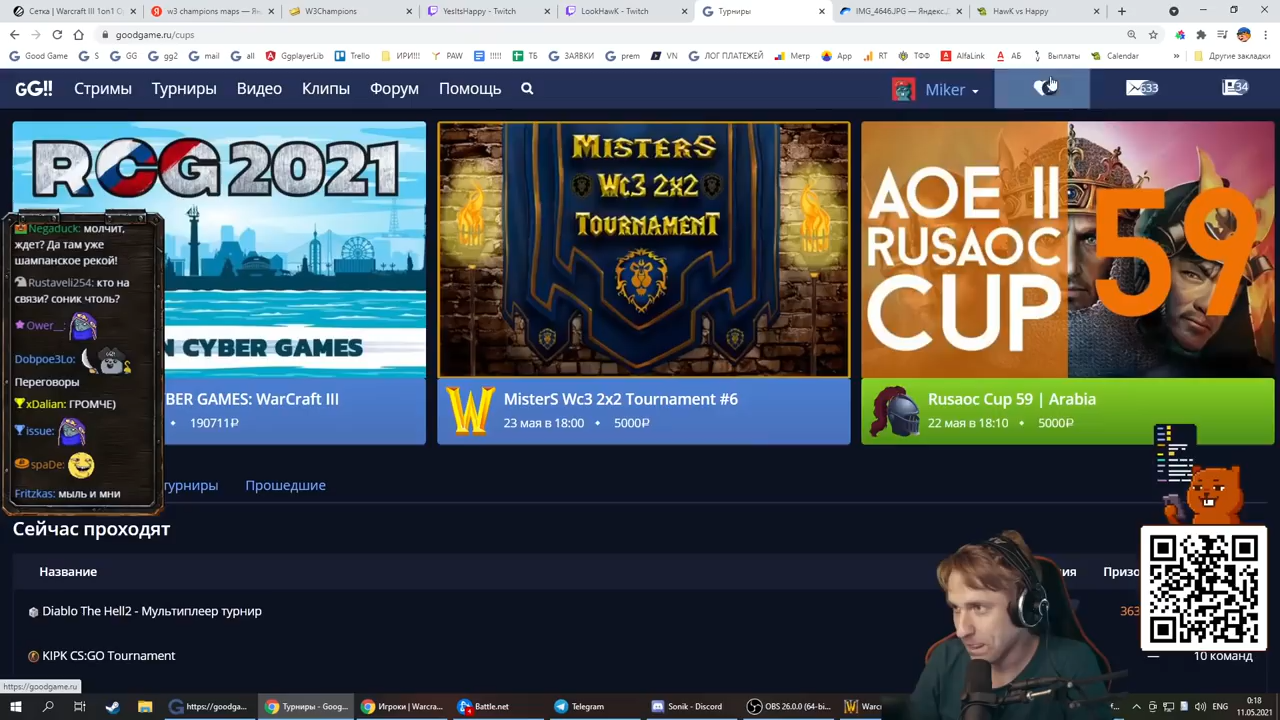 Сетка | Warcraft III 1on1 Cy
w3 champions maps — Ян
W3Champions
YesItsHappy - Twitch
LookHawK - Twitch
Турниры
IMG_4646.JPG — Яндекс.Д
HawK vs Happy
goodgame.ru/cups
Good Game
S
GG
gg2
mail
all
GgplayerLib
Trello
ИРИ!!!
PAW
!!!!
ТБ
ЗАЯВКИ
prem
VN
ЛОГ ПЛАТЕЖЕЙ
Метр
App
RT
ТФФ
AlfaLink
АБ
Выплаты
Calendar
»
Другие закладки
GG!!
Стримы
Турниры
Видео
Клипы
Форум
Помощь
Miker
633
34
RCG 2021
N CYBER GAMES
MISTERS
WC3 2X2
TOURNAMENT
AOE II
RUSAOC
CUP
59
BER GAMES: WarCraft III
190711₽
MisterS Wc3 2x2 Tournament #6
23 мая в 18:00
5000₽
Rusaoc Cup 59 | Arabia
22 мая в 18:10
5000₽
Negaduck: молчит,
ждет? Да там уже
шампанское рекой!
Rustaveli254: кто на
связи? соник чтоль?
Ower__:
Dobpoe3Lo:
Переговоры
xDalian: ГРОМЧЕ)
issue:
spaDe:
Fritzkas: мыль и мни
турниры
Прошедшие
Сейчас проходят
Название
ия
Призо
Diablo The Hell2 - Мультиплеер турнир
363
KIPK CS:GO Tournament
—
10 команд
https://goodgame.ru
https://goodga...
Турниры - Goog...
Игроки | Warcra...
Battle.net
Telegram
Sonik - Discord
OBS 26.0.0 (64-bi...
Warc
ENG
0:18
11.05.2021